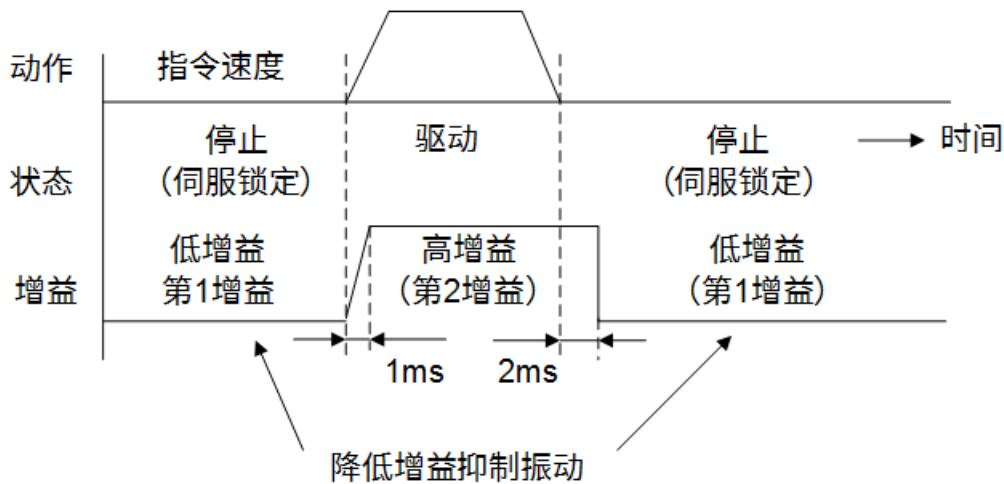 动作
指令速度
停止
(伺服锁定)
驱动
停止
(伺服锁定)
时间
状态
低增益
第1增益
高增益
(第2增益)
低增益
(第1增益)
增益
1ms
2ms
降低增益抑制振动